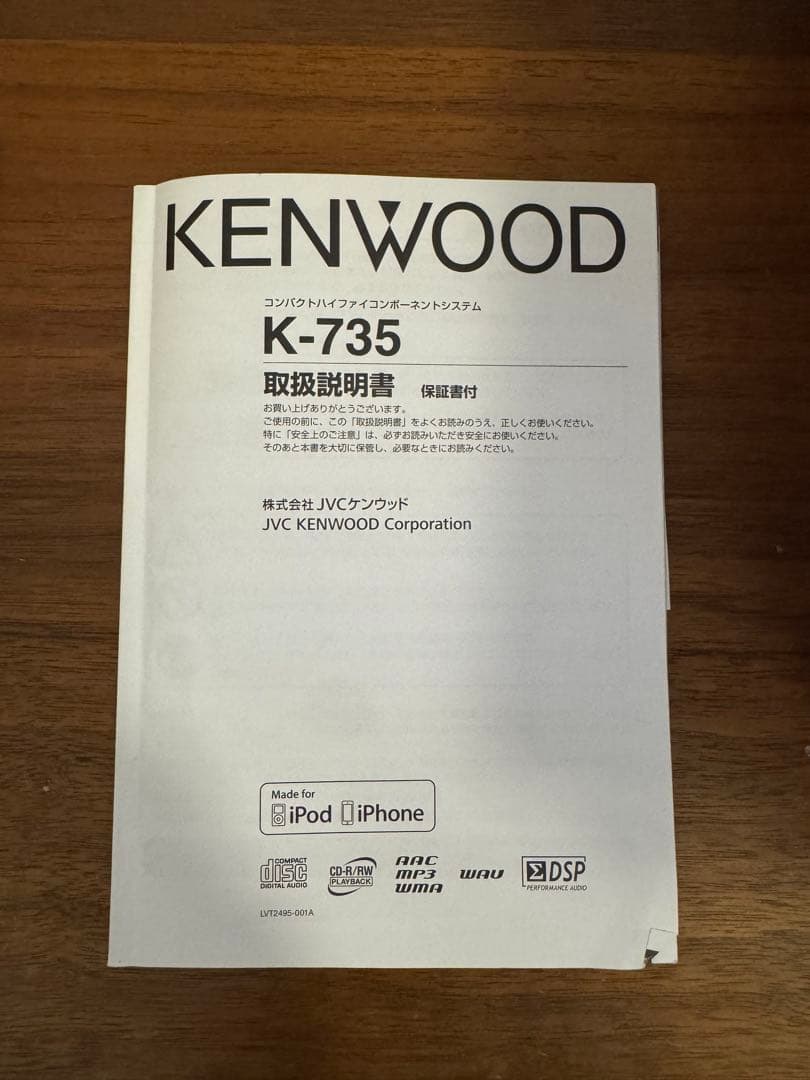 KENWOOD
コンパクトハイファイコンポーネントシステム
K-735
取扱説明書 保証書付
お買い上げありがとうございます。
ご使用の前に、この「取扱説明書」をよくお読みのうえ、正しくお使いください。
特に「安全上のご注意」は、必ずお読みいただき安全にお使いください。
そのあと本書を大切に保管し、必要なときにお読みください。
株式会社 JVCケンウッド
JVC KENWOOD Corporation
Made for
iPod iPhone
COMPACT
disc
DIGITAL AUDIO
CD-R/RW
PLAYBACK
AAC
MP3
WMA
WAV
ΣDSP
PERFORMANCE AUDIO
LVT2495-001A